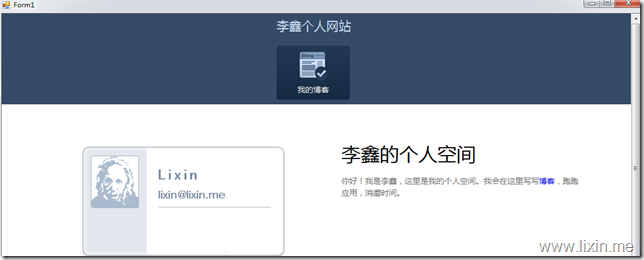 Form1
李鑫个人网站
我的博客
Lixin
lixin@lixin.me
李鑫的个人空间
你好！我是李鑫，这里是我的个人空间。我会在这里写写博客，跑跑
应用，消磨时间。
www.lixin.me